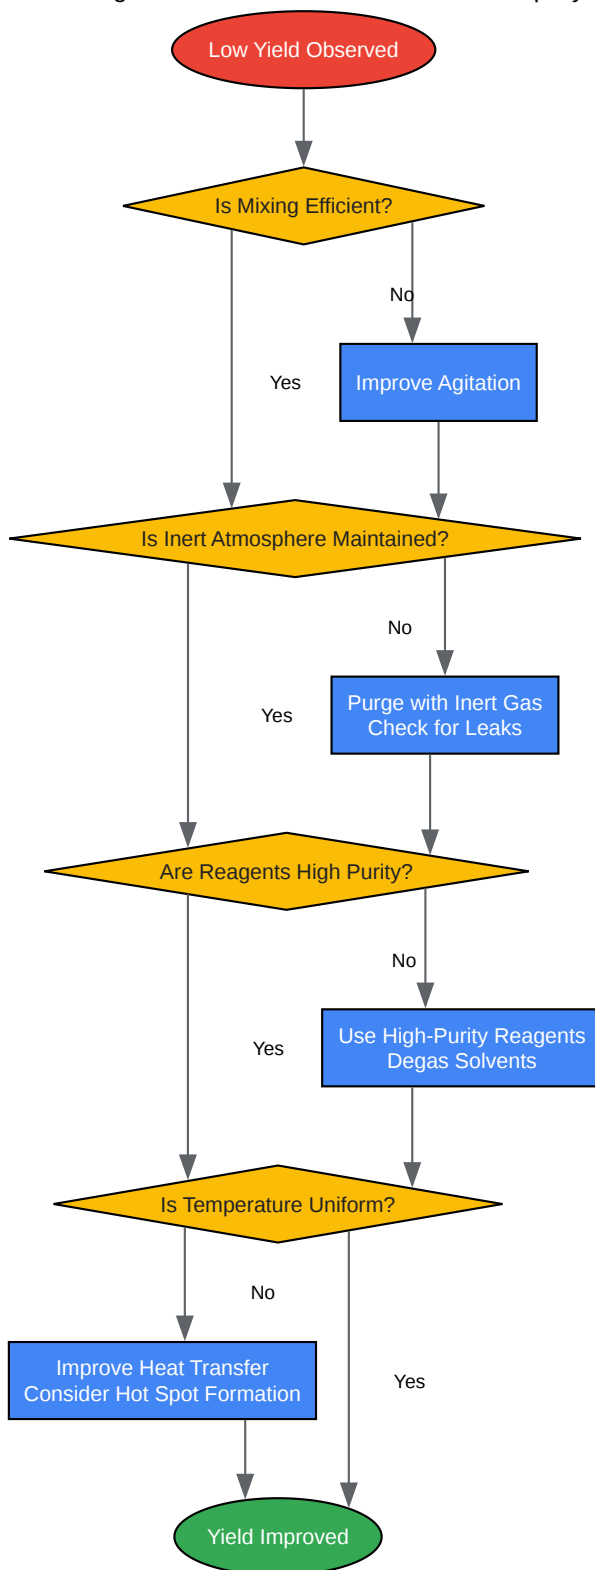 Low Yield Observed
Is Mixing Efficient?
No
Yes
Improve Agitation
Is Inert Atmosphere Maintained?
No
Yes
Purge with Inert Gas
Check for Leaks
Are Reagents High Purity?
No
Yes
Use High-Purity Reagents
Degas Solvents
Is Temperature Uniform?
No
Improve Heat Transfer
Consider Hot Spot Formation
Yes
Yield Improved